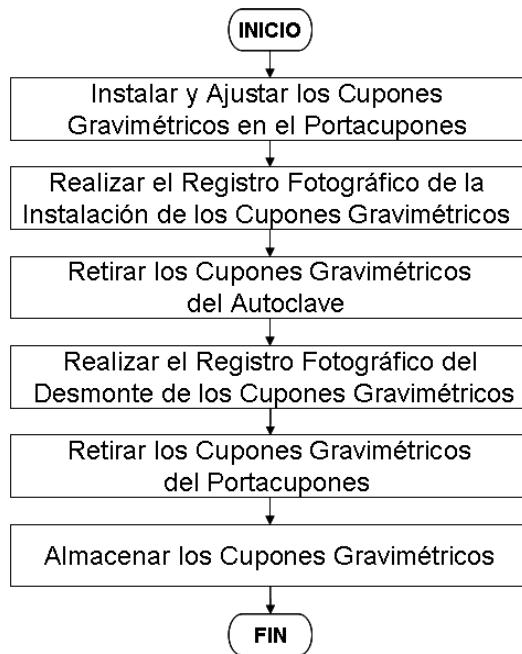 INICIO
Instalar y Ajustar los Cupones
Gravimétricos en el Portacupones
Realizar el Registro Fotográfico de la
Instalación de los Cupones Gravimétricos
Retirar los Cupones Gravimétricos
del Autoclave
Realizar el Registro Fotográfico del
Desmonte de los Cupones Gravimétricos
Retirar los Cupones Gravimétricos
del Portacupones
Almacenar los Cupones Gravimétricos
FIN